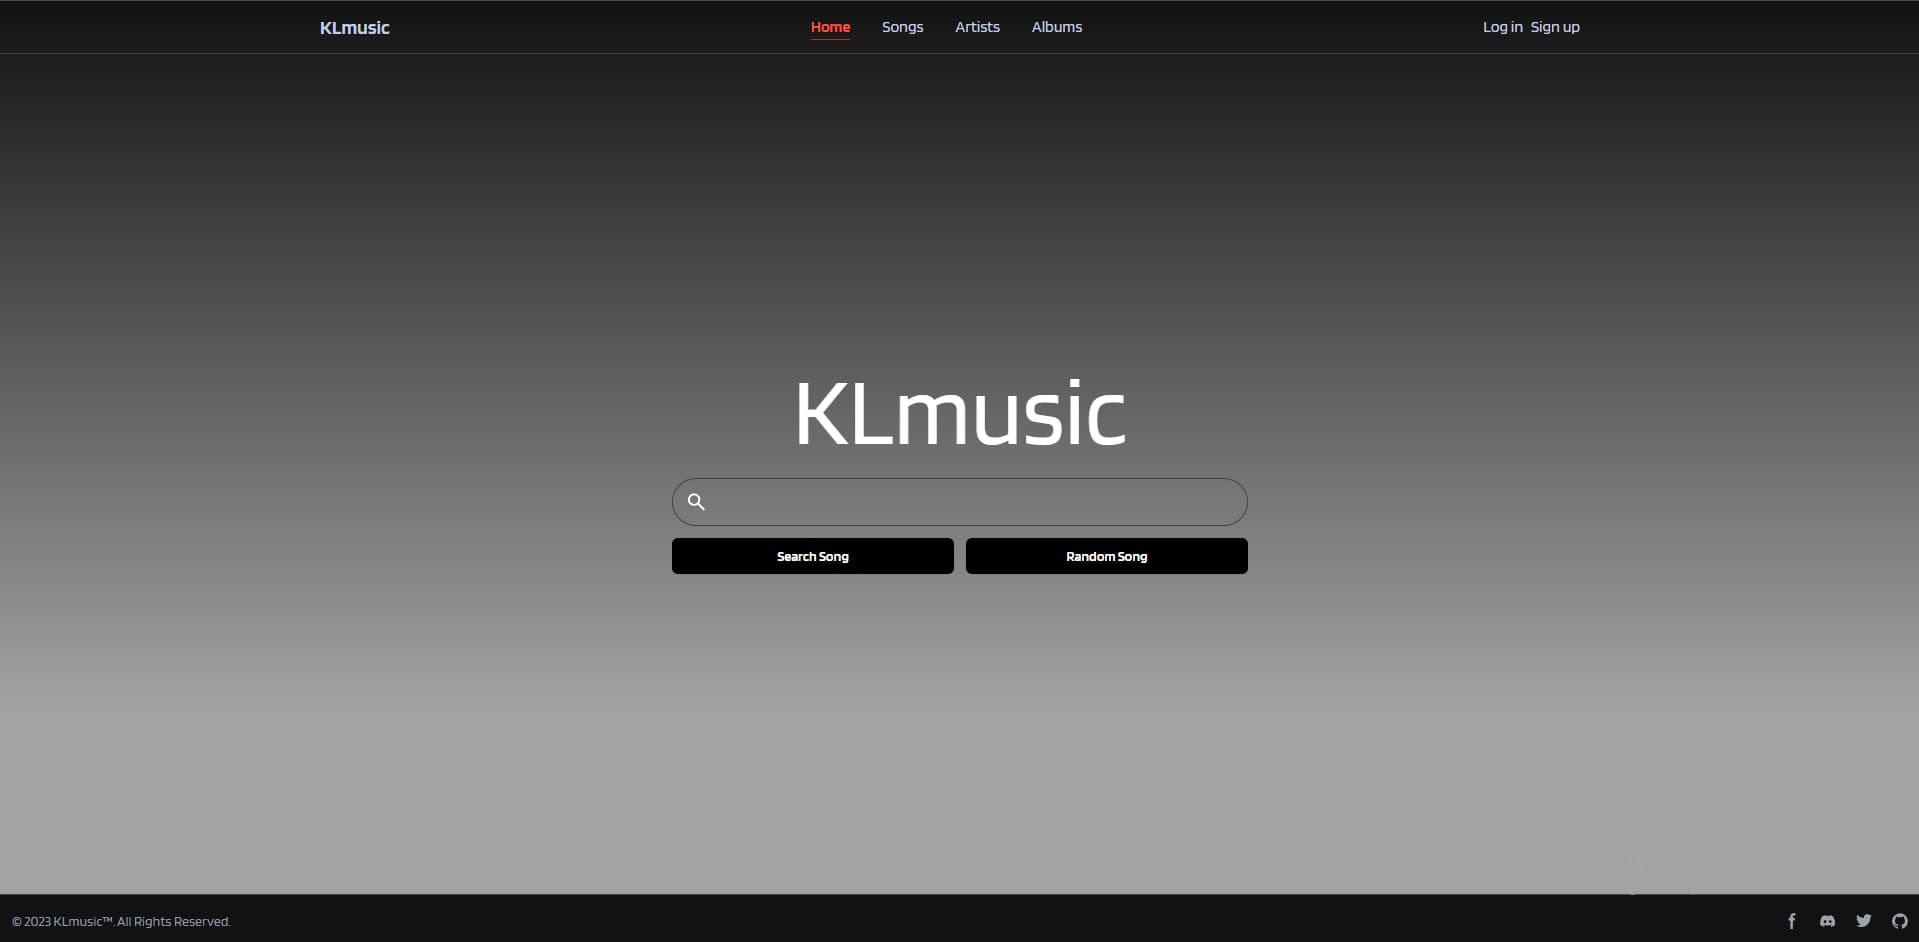 KLmusic Home Songs Artists Albums Log in Sign up
KLmusic
Search Song Random Song
© 2023 KLmusic™. All Rights Reserved.